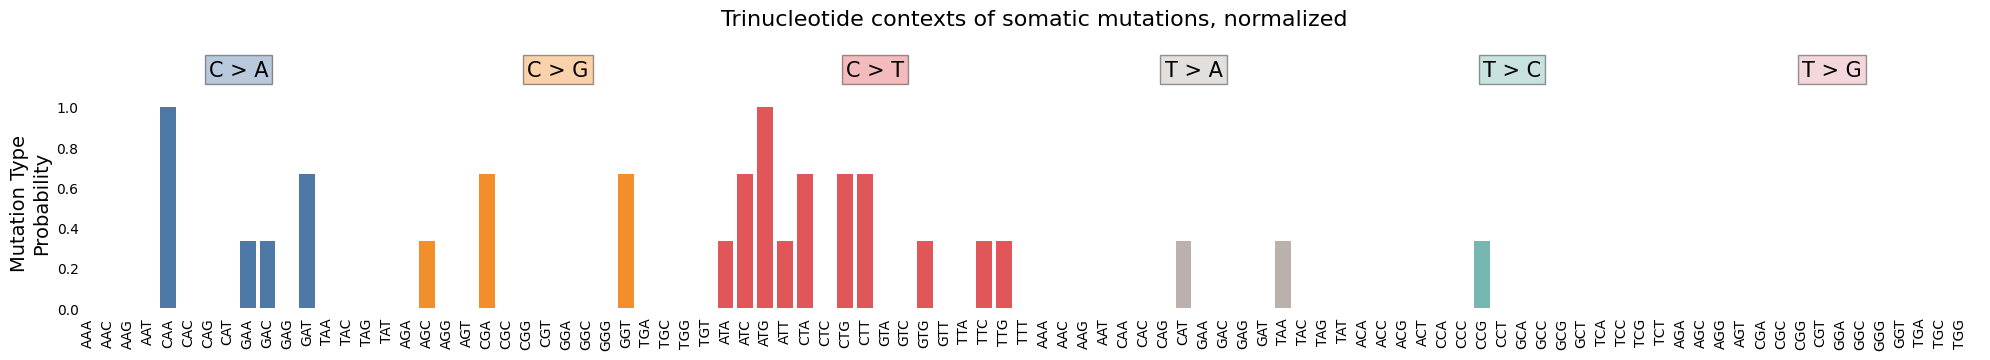 Trinucleotide contexts of somatic mutations, normalized
C > A
C > G
C > T
T > A
T > C
T > G
Mutation Type
Probability
1.0
0.8
0.6
0.4
0.2
0.0
AAA
AAC
AAG
AAT
CAA
CAC
CAG
CAT
GAA
GAC
GAG
GAT
TAA
TAC
TAG
TAT
AGA
AGC
AGG
AGT
CGA
CGC
CGG
CGT
GGA
GGC
GGG
GGT
TGA
TGC
TGG
TGT
ATA
ATC
ATG
ATT
CTA
CTC
CTG
CTT
GTA
GTC
GTG
GTT
TTA
TTC
TTG
TTT
AAA
AAC
AAG
AAT
CAA
CAC
CAG
CAT
GAA
GAC
GAG
GAT
TAA
TAC
TAG
TAT
ACA
ACC
ACG
ACT
CCA
CCC
CCG
CCT
GCA
GCC
GCG
GCT
TCA
TCC
TCG
TCT
AGA
AGC
AGG
AGT
CGA
CGC
CGG
CGT
GGA
GGC
GGG
GGT
TGA
TGC
TGG